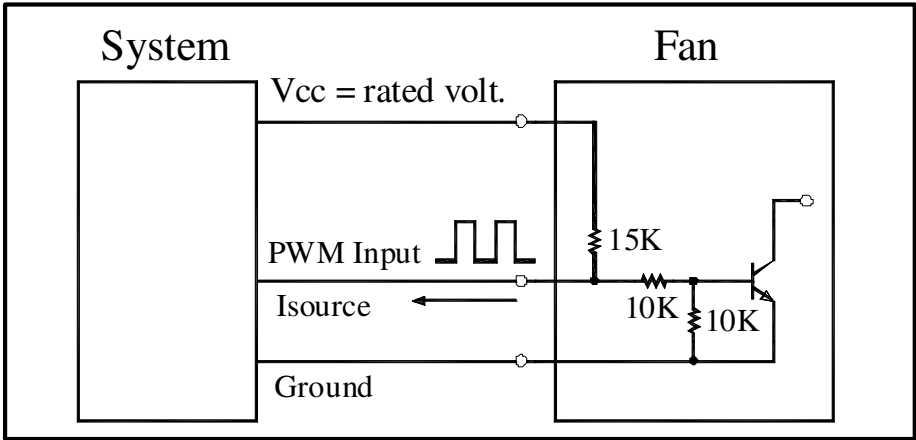 System
Fan
Vcc = rated volt.
PWM Input
15K
Isource
10K
10K
Ground